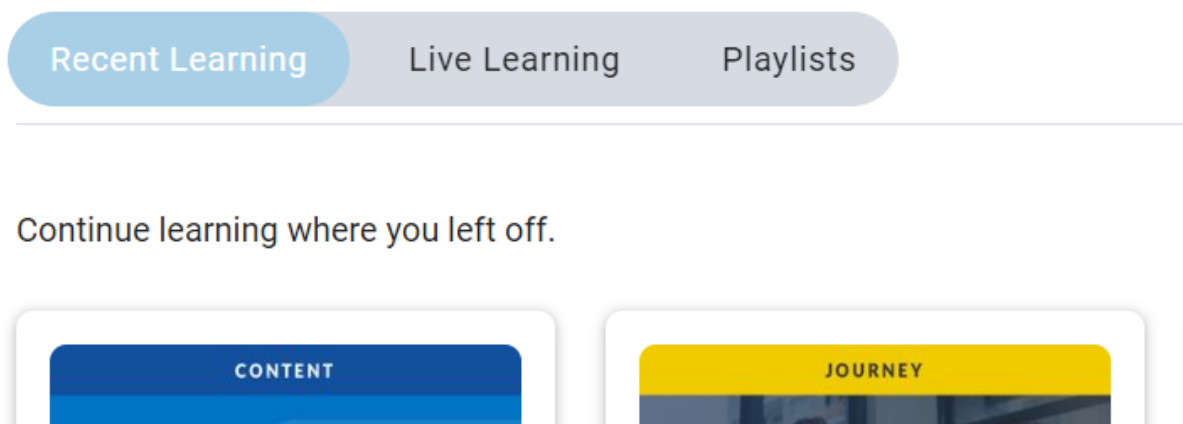 Recent Learning Live Learning Playlists
Continue learning where you left off.
CONTENT JOURNEY